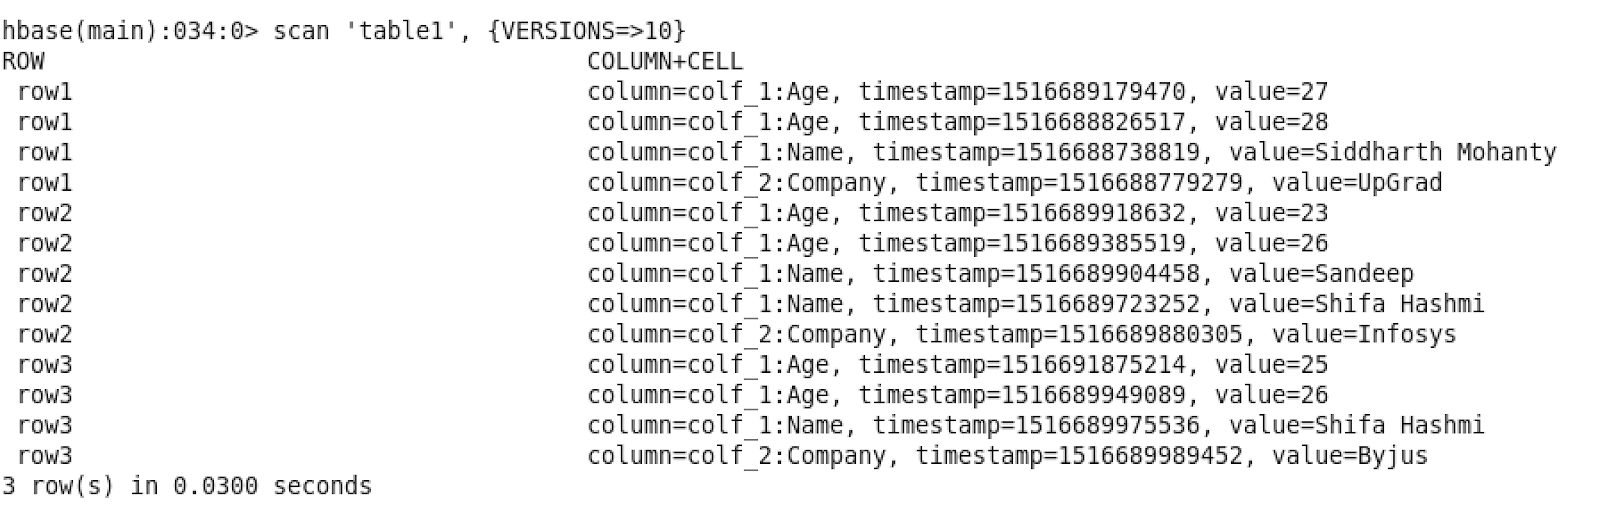 hbase(main):034:0> scan 'table1', {VERSIONS=>10}
ROW COLUMN+CELL
row1 column=colf_1:Age, timestamp=1516689179470, value=27
row1 column=colf_1:Age, timestamp=1516688826517, value=28
row1 column=colf_1:Name, timestamp=1516688738819, value=Siddharth Mohanty
row1 column=colf_2:Company, timestamp=1516688779279, value=UpGrad
row2 column=colf_1:Age, timestamp=1516689918632, value=23
row2 column=colf_1:Age, timestamp=1516689385519, value=26
row2 column=colf_1:Name, timestamp=1516689904458, value=Sandeep
row2 column=colf_1:Name, timestamp=1516689723252, value=Shifa Hashmi
row2 column=colf_2:Company, timestamp=1516689880305, value=Infosys
row3 column=colf_1:Age, timestamp=1516691875214, value=25
row3 column=colf_1:Age, timestamp=1516689949089, value=26
row3 column=colf_1:Name, timestamp=1516689975536, value=Shifa Hashmi
row3 column=colf_2:Company, timestamp=1516689989452, value=Byjus
3 row(s) in 0.0300 seconds